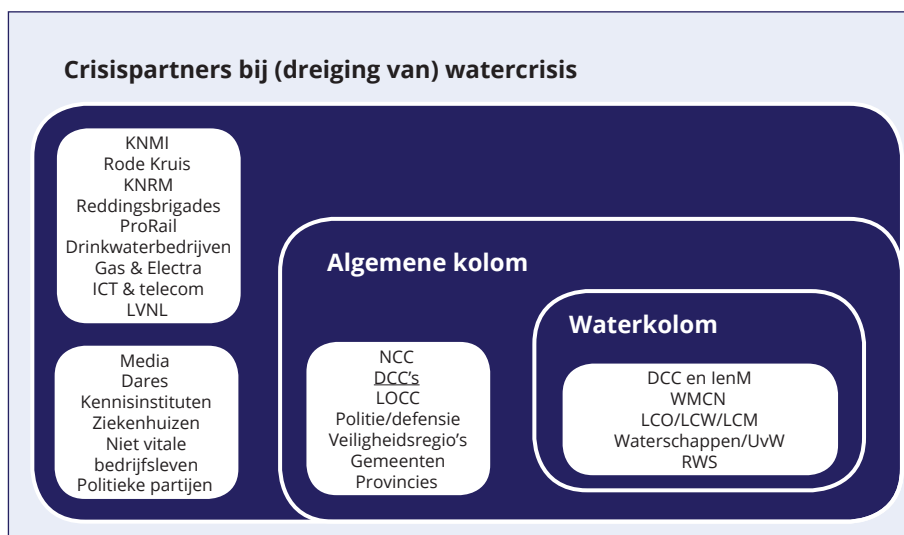 Crisispartners bij (dreiging van) watercrisis
KNMI
Rode Kruis
KNRM
Reddingsbrigades
ProRail
Drinkwaterbedrijven
Gas & Electra
ICT & telecom
LVNL
Media
Dares
Kennisinstituten
Ziekenhuizen
Niet vitale
bedrijfsleven
Politieke partijen
Algemene kolom
NCC
DCC’s
LOCC
Politie/defensie
Veiligheidsregio’s
Gemeenten
Provincies
Waterkolom
DCC en IenM
WMCN
LCO/LCW/LCM
Waterschappen/UvW
RWS